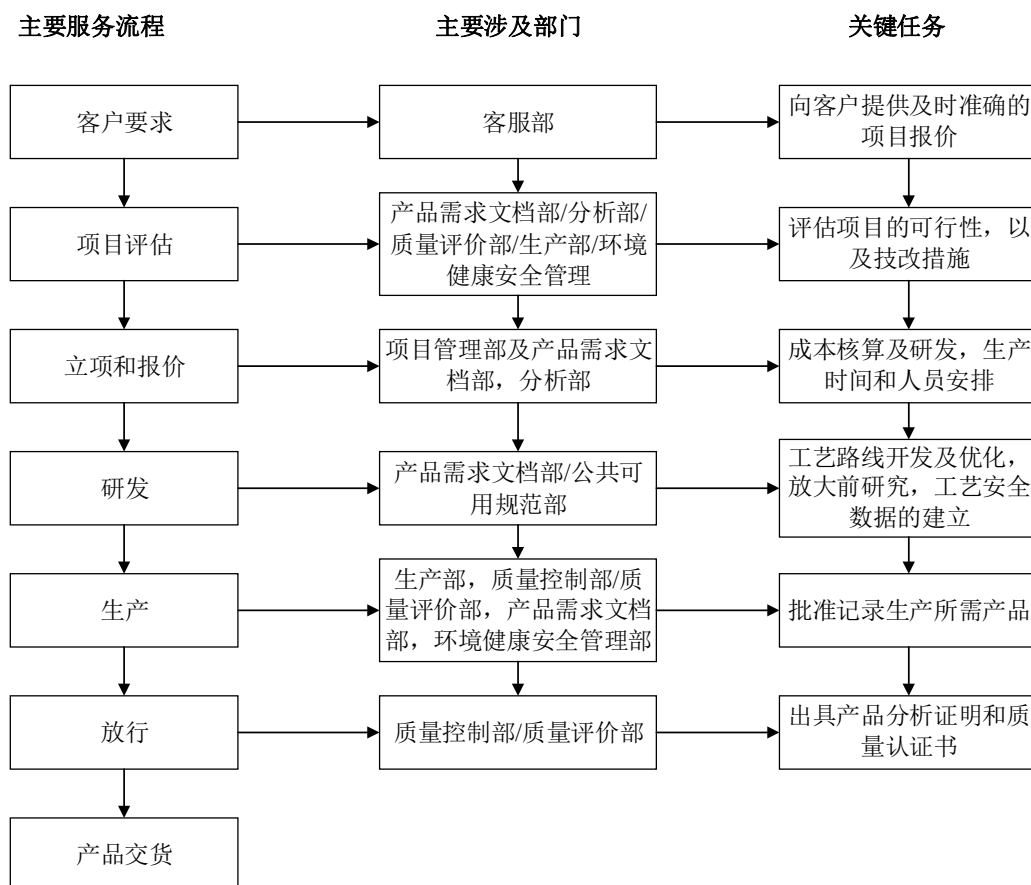 主要服务流程 主要涉及部门 关键任务
客户要求
客服部
向客户提供及时准确的
项目报价
项目评估
产品需求文档部/分析部/
质量评价部/生产部/环境
健康安全管理
评估项目的可行性，以
及技改措施
立项和报价
项目管理部及产品需求文
档部，分析部
成本核算及研发，生产
时间和人员安排
研发
产品需求文档部/公共可
用规范部
工艺路线开发及优化，
放大前研究，工艺安全
数据的建立
生产
生产部，质量控制部/质
量评价部，产品需求文档
部，环境健康安全管理部
批准记录生产所需产品
放行
质量控制部/质量评价部
出具产品分析证明和质
量认证书
产品交货